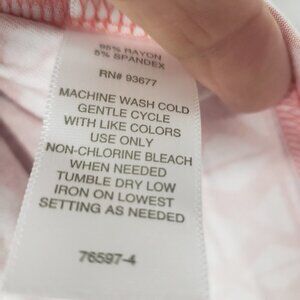 95% RAYON
5% SPANDEX
RN# 93677
MACHINE WASH COLD
GENTLE CYCLE
WITH LIKE COLORS
USE ONLY
NON-CHLORINE BLEACH
WHEN NEEDED
TUMBLE DRY LOW
IRON ON LOWEST
SETTING AS NEEDED
76597-4